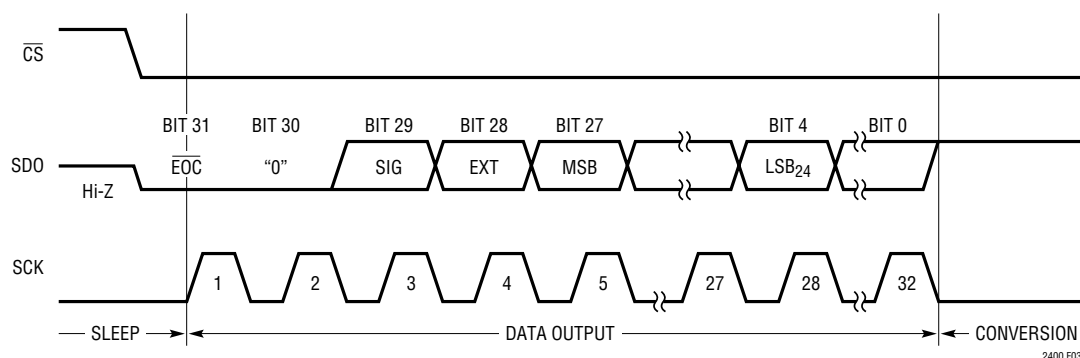 CS
BIT 31 BIT 30 BIT 29 BIT 28 BIT 27 BIT 4 BIT 0
SDO EOC “0” SIG EXT MSB LSB24
Hi-Z
SCK 1 2 3 4 5 27 28 32
SLEEP DATA OUTPUT CONVERSION
2400 F03